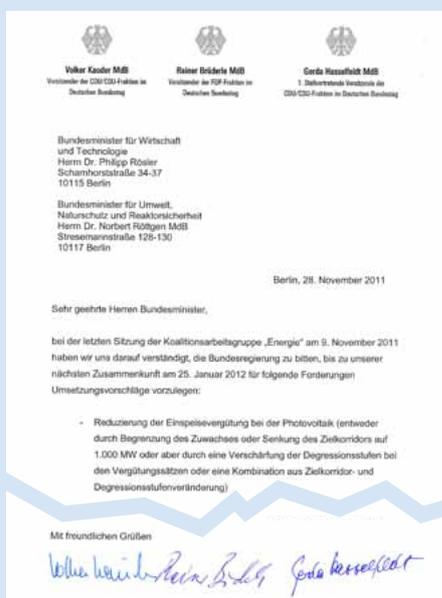 Volker Kauder MdB
Vorsitzender der CDU/CSU-Fraktion im
Deutschen Bundestag
Rainer Brüderle MdB
Vorsitzender der FDP-Fraktion im
Deutschen Bundestag
Gerda Hasselfeldt MdB
1. Stellvertretende Vorsitzende der
CDU/CSU-Fraktion im Deutschen Bundestag
Bundesminister für Wirtschaft
und Technologie
Herrn Dr. Philipp Rösler
Scharnhorststraße 34-37
10115 Berlin
Bundesminister für Umwelt,
Naturschutz und Reaktorsicherheit
Herrn Dr. Norbert Röttgen MdB
Stresemannstraße 128-130
10117 Berlin
Berlin, 28. November 2011
Sehr geehrte Herren Bundesminister,
bei der letzten Sitzung der Koalitionsarbeitsgruppe „Energie" am 9. November 2011
haben wir uns darauf verständigt, die Bundesregierung zu bitten, bis zu unserer
nächsten Zusammenkunft am 25. Januar 2012 für folgende Forderungen
Umsetzungsvorschläge vorzulegen:
- Reduzierung der Einspeisevergütung bei der Photovoltaik (entweder
durch Begrenzung des Zuwachses oder Senkung des Zielkorridors auf
1.000 MW oder aber durch eine Verschärfung der Degressionsstufen bei
den Vergütungssätzen oder eine Kombination aus Zielkorridor- und
Degressionsstufenveränderung)
Mit freundlichen Grüßen
Volker Kauder Rainer Brüderle Gerda Hasselfeldt